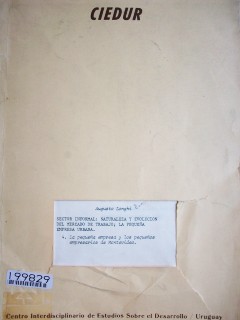 CIEDUR
Augusto Longhi
SECTOR INFORMAL: NATURALEZA Y EVOLUCION
DEL MERCADO DE TRABAJO; LA PEQUEÑA
EMPRESA URBANA.
4. La pequeña empresa y los pequeños
empresarios de Montevideo.
199829
Centro Interdisciplinario de Estudios Sobre el Desarrollo / Uruguay